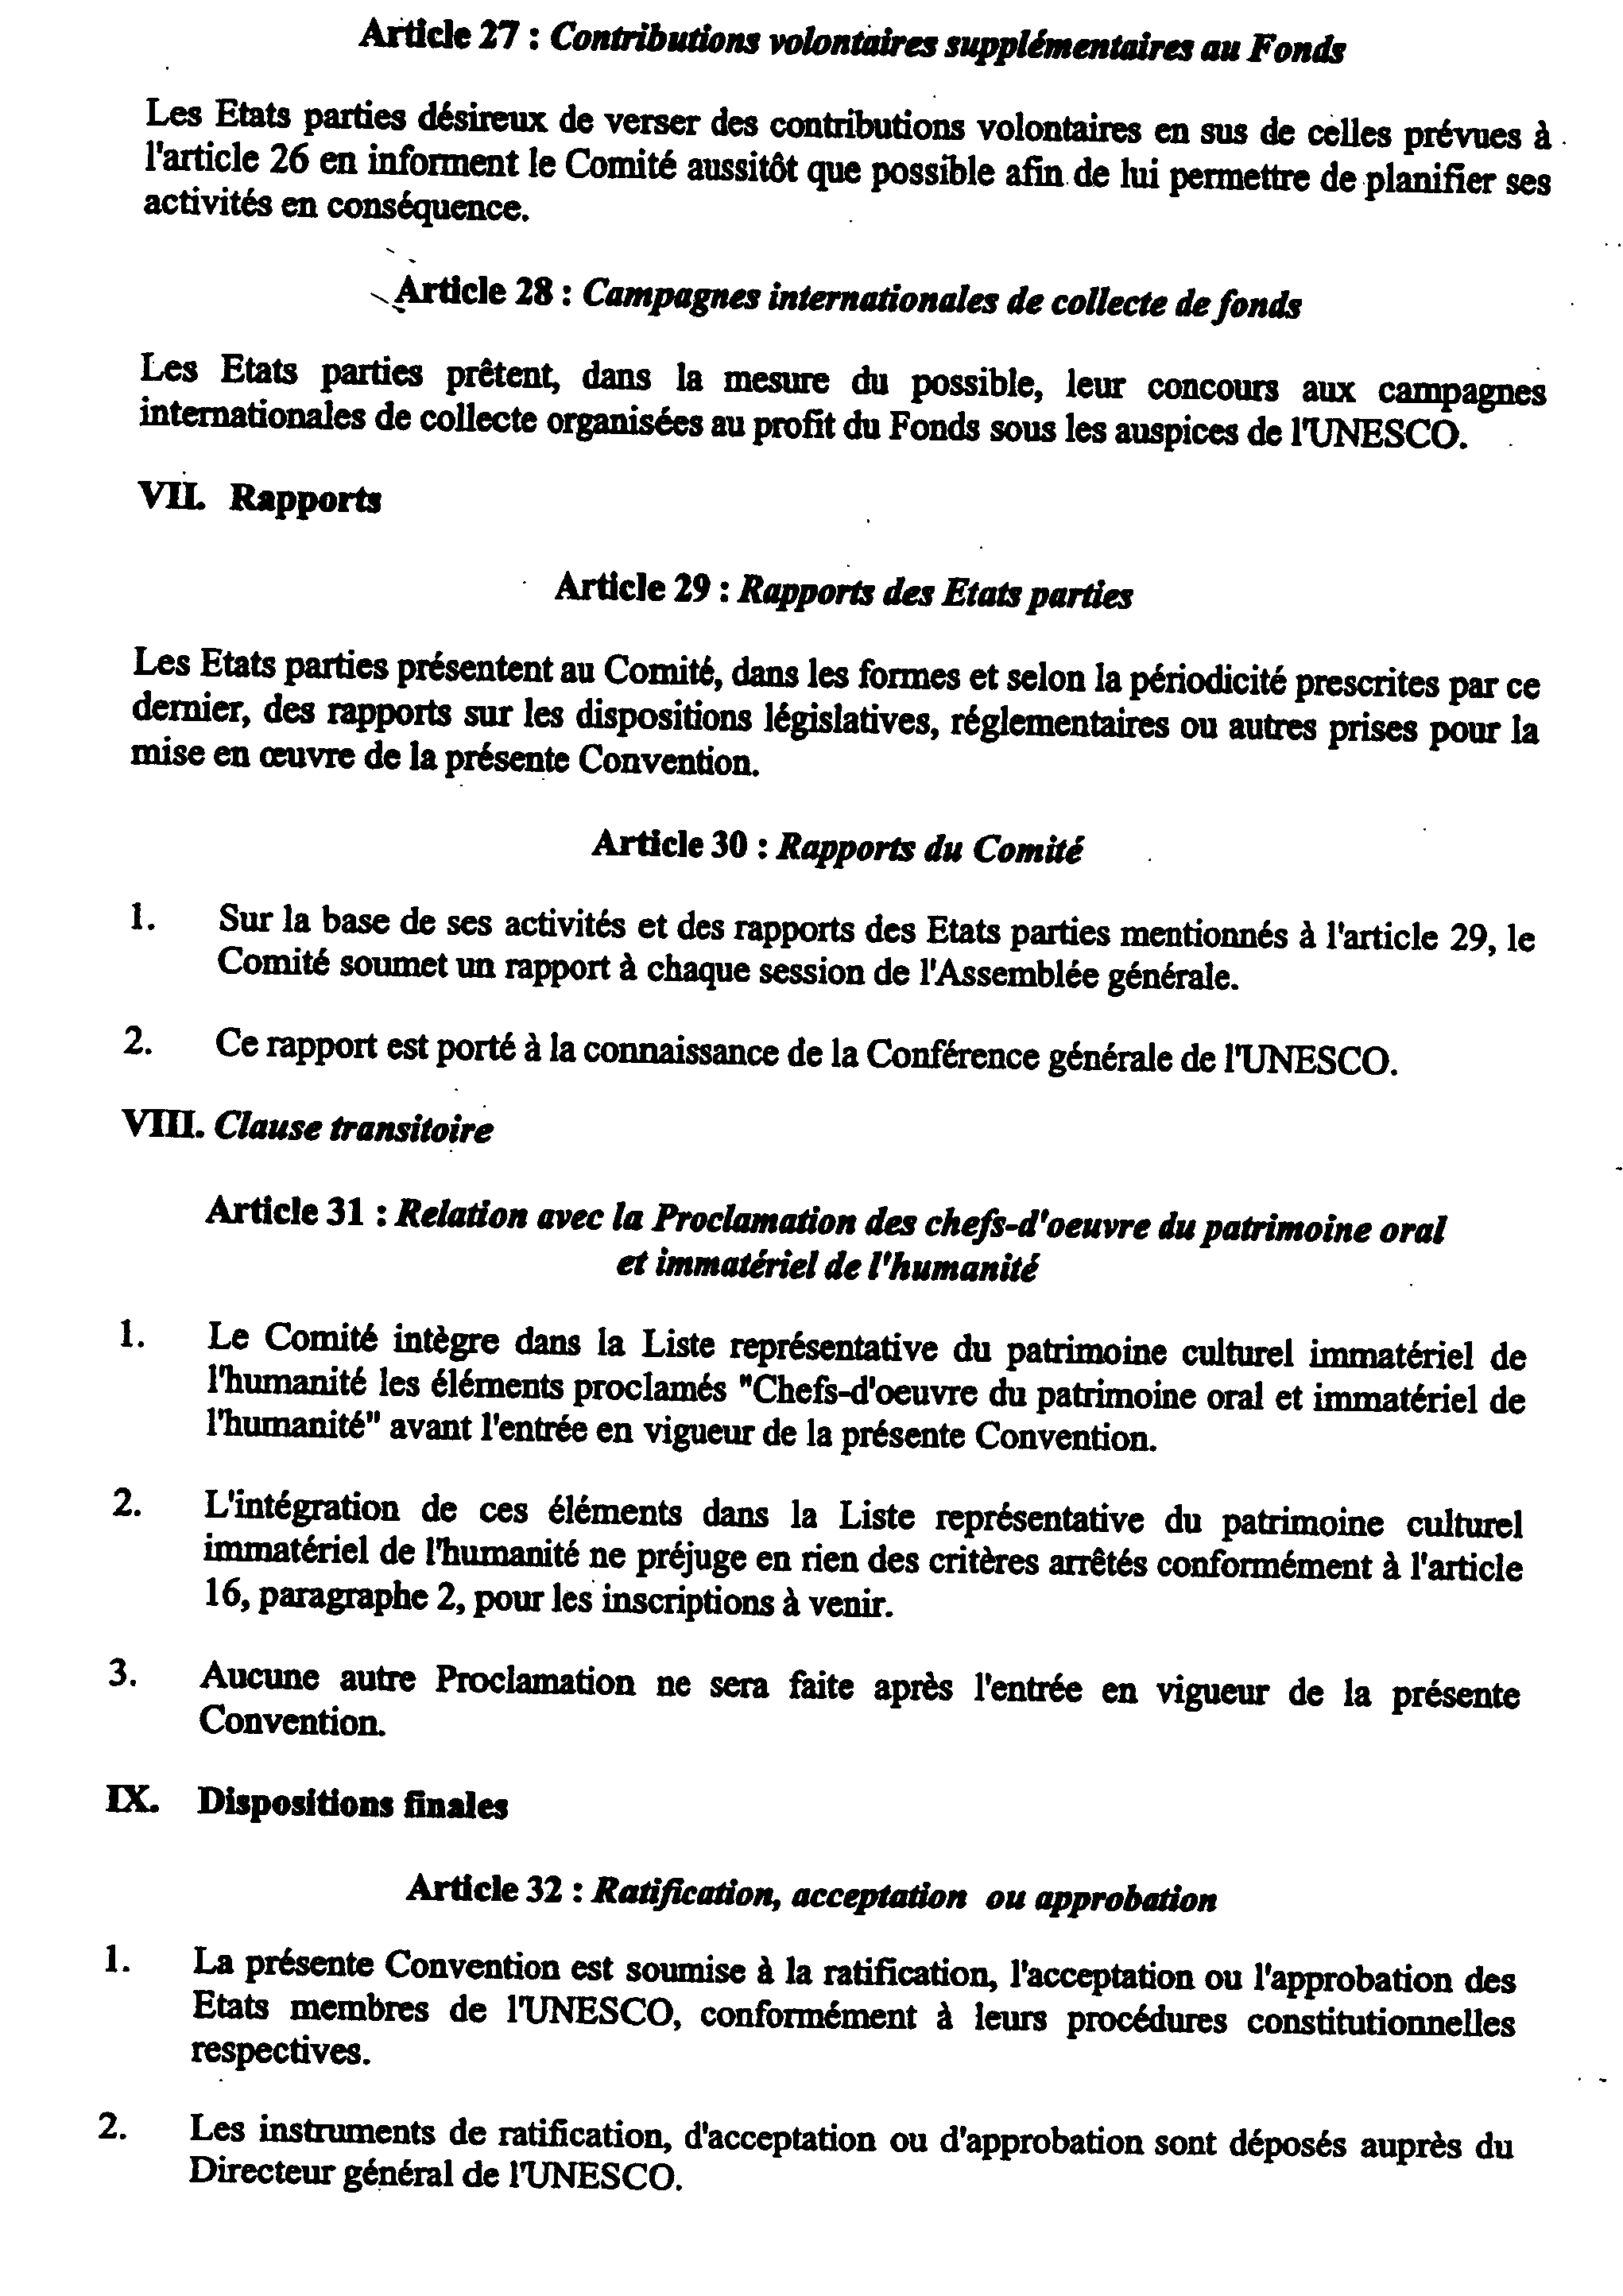 Article 27 : Contributions volontaires supplémentaires au Fonds
Les Etats parties désireux de verser des contributions volontaires en sus de celles prévues à
l'article 26 en informent le Comité aussitôt que possible afin de lui permettre de planifier ses
activités en conséquence.
Article 28 : Campagnes internationales de collecte de fonds
Les Etats parties prêtent, dans la mesure du possible, leur concours aux campagnes
internationales de collecte organisées au profit du Fonds sous les auspices de l'UNESCO.
VII. Rapports
Article 29 : Rapports des Etats parties
Les Etats parties présentent au Comité, dans les formes et selon la périodicité prescrites par ce
dernier, des rapports sur les dispositions législatives, réglementaires ou autres prises pour la
mise en œuvre de la présente Convention.
Article 30 : Rapports du Comité
1. Sur la base de ses activités et des rapports des Etats parties mentionnés à l'article 29, le
Comité soumet un rapport à chaque session de l'Assemblée générale.
2. Ce rapport est porté à la connaissance de la Conférence générale de l'UNESCO.
VIII. Clause transitoire
Article 31 : Relation avec la Proclamation des chefs-d'oeuvre du patrimoine oral
et immatériel de l'humanité
1. Le Comité intègre dans la Liste représentative du patrimoine culturel immatériel de
l'humanité les éléments proclamés "Chefs-d'oeuvre du patrimoine oral et immatériel de
l'humanité" avant l'entrée en vigueur de la présente Convention.
2. L'intégration de ces éléments dans la Liste représentative du patrimoine culturel
immatériel de l'humanité ne préjuge en rien des critères arrêtés conformément à l'article
16, paragraphe 2, pour les inscriptions à venir.
3. Aucune autre Proclamation ne sera faite après l'entrée en vigueur de la présente
Convention.
IX. Dispositions finales
Article 32 : Ratification, acceptation ou approbation
1. La présente Convention est soumise à la ratification, l'acceptation ou l'approbation des
Etats membres de l'UNESCO, conformément à leurs procédures constitutionnelles
respectives.
2. Les instruments de ratification, d'acceptation ou d'approbation sont déposés auprès du
Directeur général de l'UNESCO.